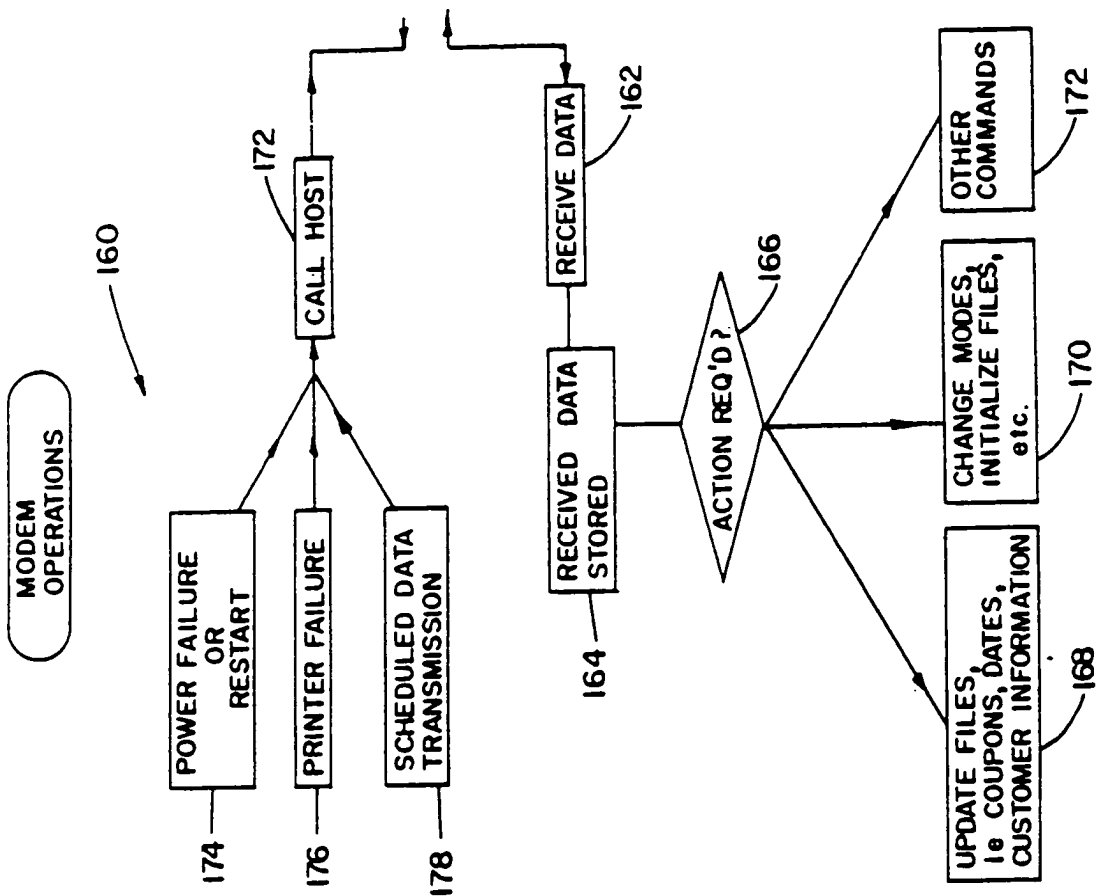 MODEM
OPERATIONS
160
POWER FAILURE
OR
RESTART
174
PRINTER FAILURE
176
SCHEDULED DATA
TRANSMISSION
178
CALL HOST
172
RECEIVE DATA
162
RECEIVED DATA
STORED
164
ACTION REQ'D?
166
UPDATE FILES,
ie COUPONS, DATES,
CUSTOMER INFORMATION
168
CHANGE MODES,
INITIALIZE FILES,
etc.
170
OTHER
COMMANDS
172